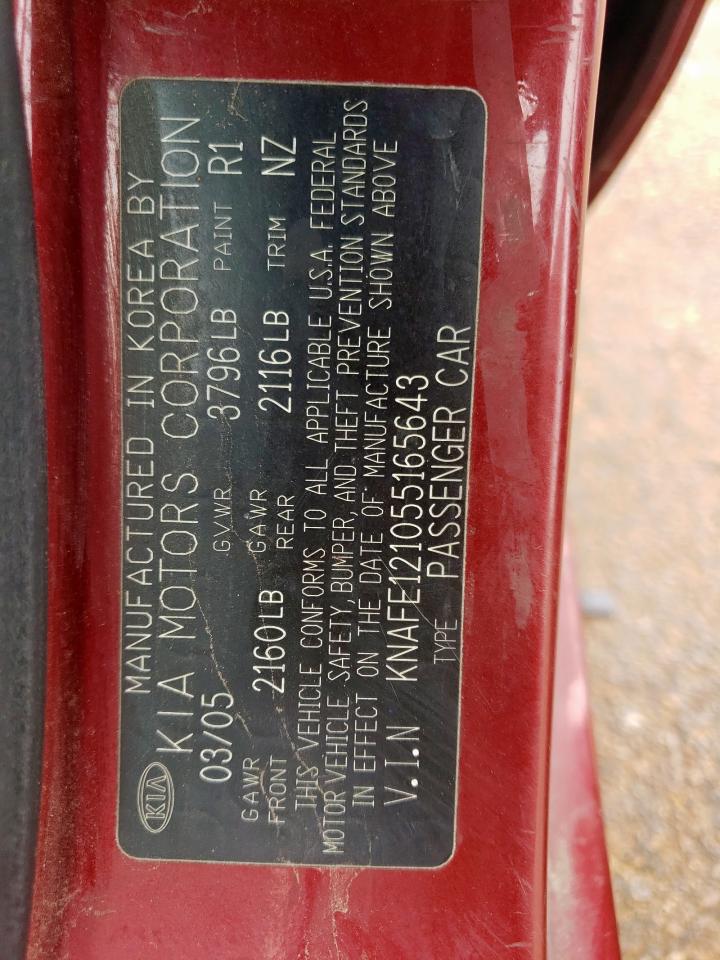 MANUFACTURED IN KOREA BY
KIA KIA MOTORS CORPORATION
03/05 GVWR 3796LB PAINT R1
GAWR FRONT 2160LB GAWR REAR 2116LB TRIM NZ
THIS VEHICLE CONFORMS TO ALL APPLICABLE U.S.A. FEDERAL
MOTOR VEHICLE SAFETY, BUMPER, AND THEFT PREVENTION STANDARDS
IN EFFECT ON THE DATE OF MANUFACTURE SHOWN ABOVE
V.I.N KNAFE121055165643
TYPE PASSENGER CAR